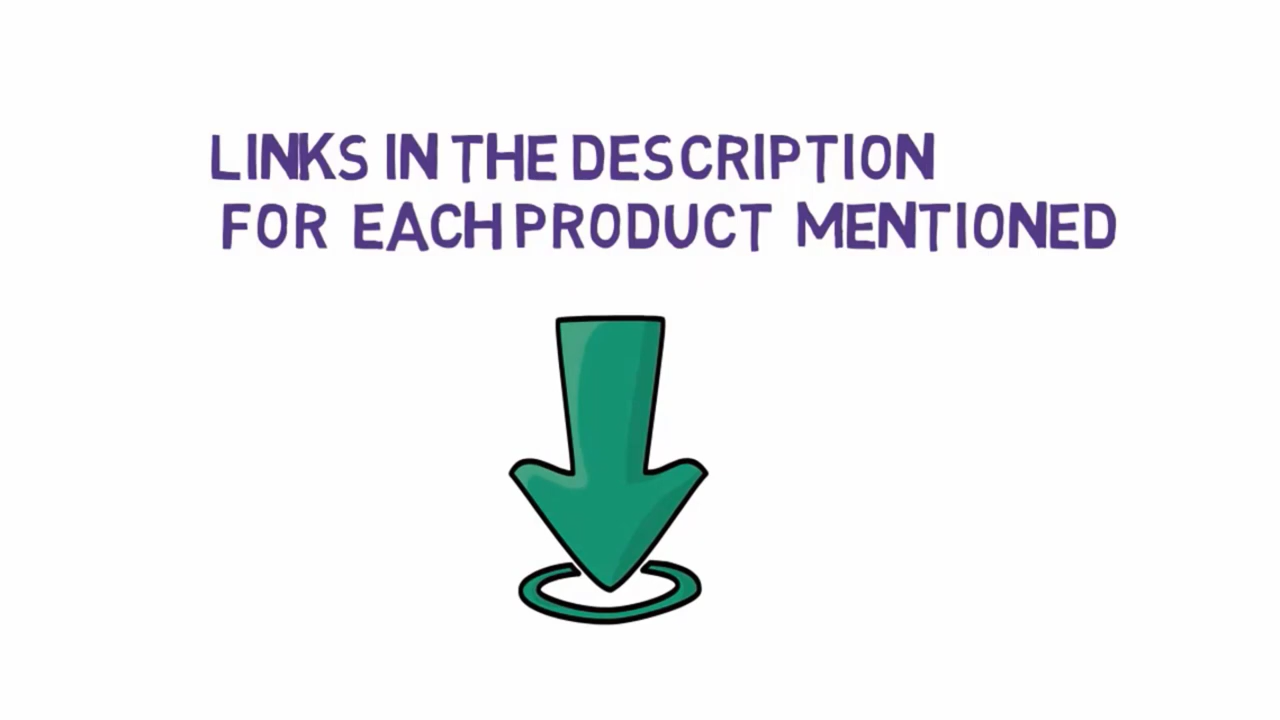 LINKS IN THE DESCRIPTION
FOR EACH PRODUCT MENTIONED